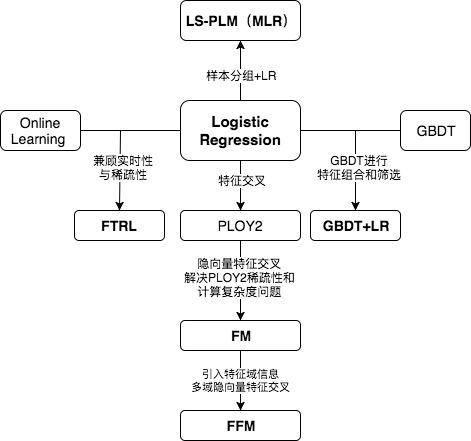 LS-PLM（MLR）
样本分组+LR
Online
Learning
Logistic
Regression
GBDT
兼顾实时性
与稀疏性
特征交叉
GBDT进行
特征组合和筛选
FTRL
PLOY2
GBDT+LR
隐向量特征交叉
解决PLOY2稀疏性和
计算复杂度问题
FM
引入特征域信息
多域隐向量特征交叉
FFM